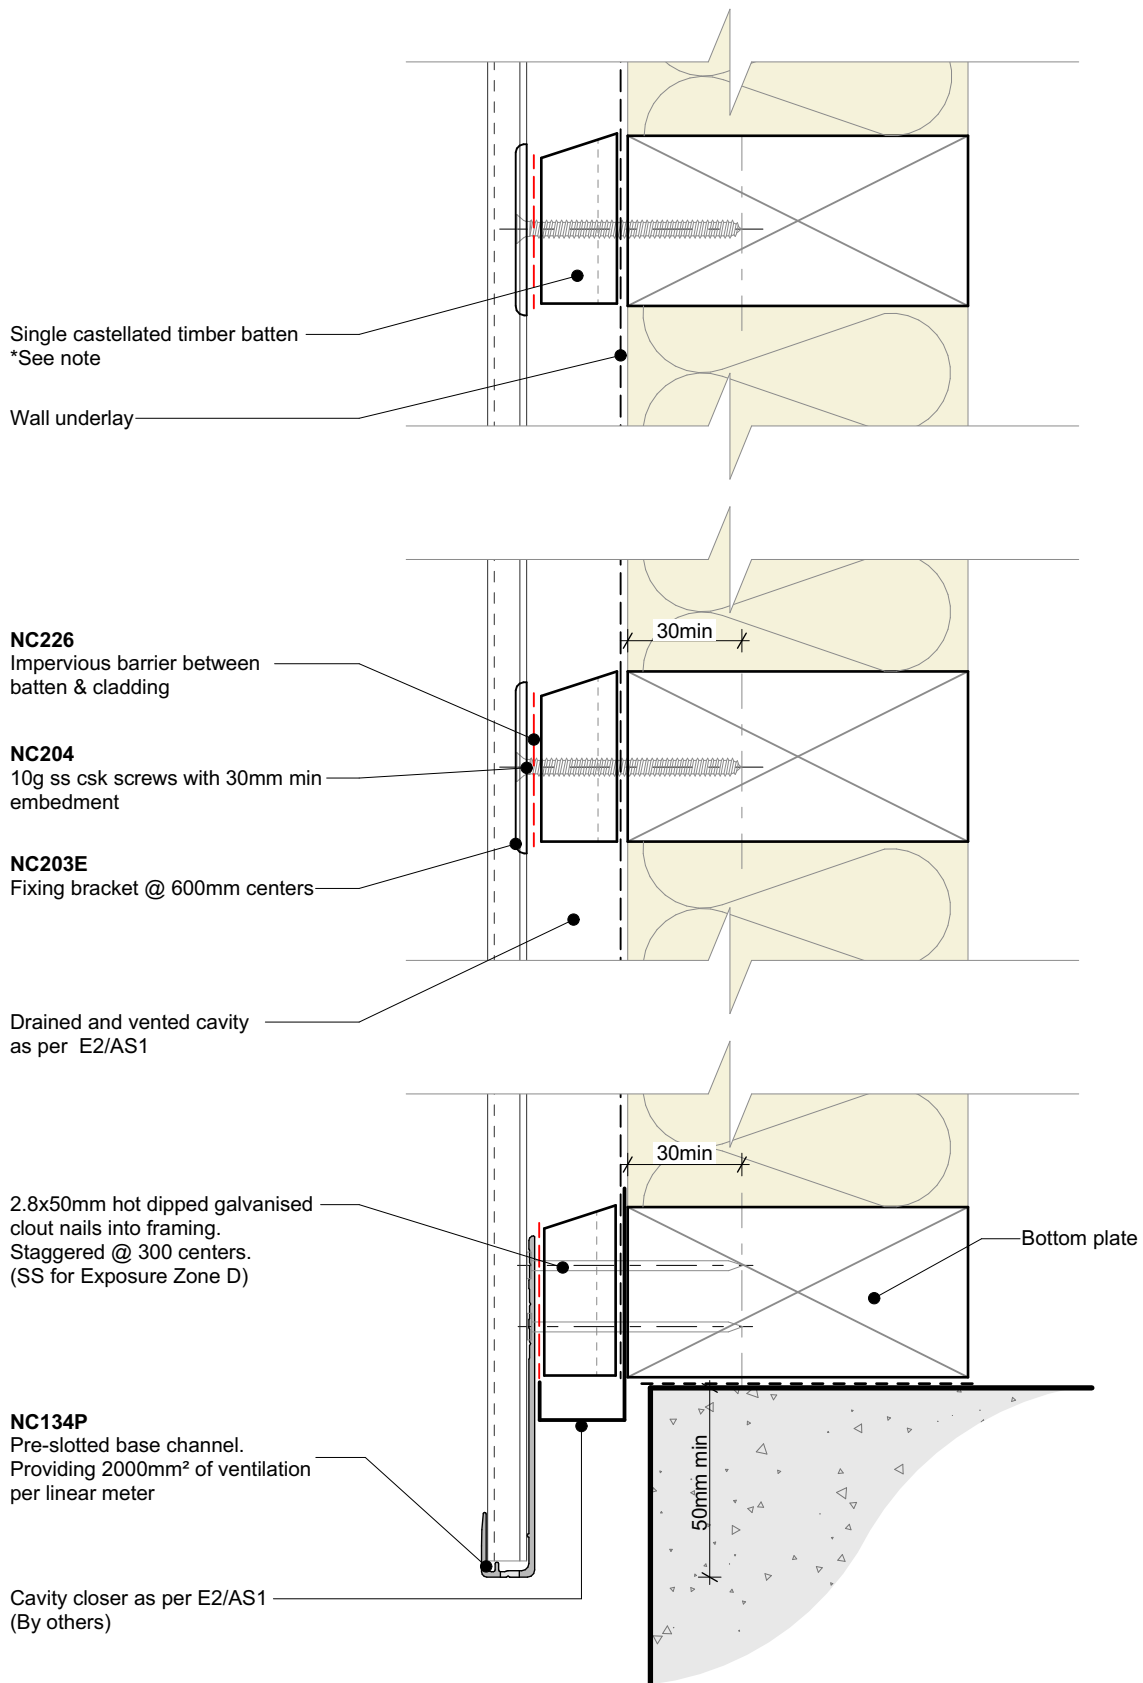 Single castellated timber batten
*See note
Wall underlay
NC226
Impervious barrier between
batten & cladding
30min
NC204
10g ss csk screws with 30mm min
embedment
NC203E
Fixing bracket @ 600mm centers
Drained and vented cavity
as per E2/AS1
30min
2.8x50mm hot dipped galvanised
clout nails into framing.
Staggered @ 300 centers.
(SS for Exposure Zone D)
Bottom plate
NC134P
Pre-slotted base channel.
Providing 2000mm² of ventilation
per linear meter
50mm min
Cavity closer as per E2/AS1
(By others)